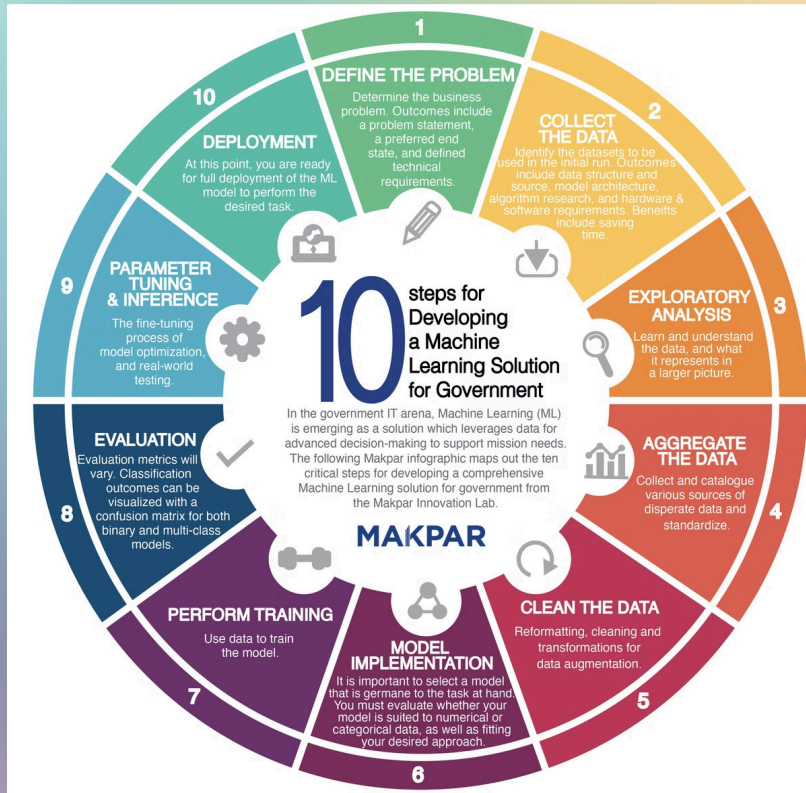 10
steps for
Developing
a Machine
Learning Solution
for Government
In the government IT arena, Machine Learning (ML)
is emerging as a solution which leverages data for
advanced decision-making to support mission needs.
The following Makpar infographic maps out the ten
critical steps for developing a comprehensive
Machine Learning solution for government from
the Makpar Innovation Lab.
MAKPAR
1
DEFINE THE PROBLEM
Determine the business
problem. Outcomes include
a problem statement,
a preferred end
state, and defined
technical
requirements.
2
COLLECT
THE DATA
Identify the datasets to be
used in the initial run. Outcomes
include data structure and
source, model architecture,
algorithm research, and hardware &
software requirements. Beneifts
include saving
time.
3
EXPLORATORY
ANALYSIS
Learn and understand
the data, and what
it represents in
a larger picture.
4
AGGREGATE
THE DATA
Collect and catalogue
various sources of
disperate data and
standardize.
5
CLEAN THE DATA
Reformatting, cleaning and
transformations for
data augmentation.
6
MODEL
IMPLEMENTATION
It is important to select a model
that is germane to the task at hand.
You must evaluate whether your
model is suited to numerical or
categorical data, as well as fitting
your desired approach.
7
PERFORM TRAINING
Use data to train
the model.
8
EVALUATION
Evaluation metrics will
vary. Classification
outcomes can be
visualized with a
confusion matrix for both
binary and multi-class
models.
9
PARAMETER
TUNING
& INFERENCE
The fine-tuning
process of
model optimization,
and real-world
testing.
10
DEPLOYMENT
At this point, you are ready
for full deployment of the ML
model to perform the
desired task.